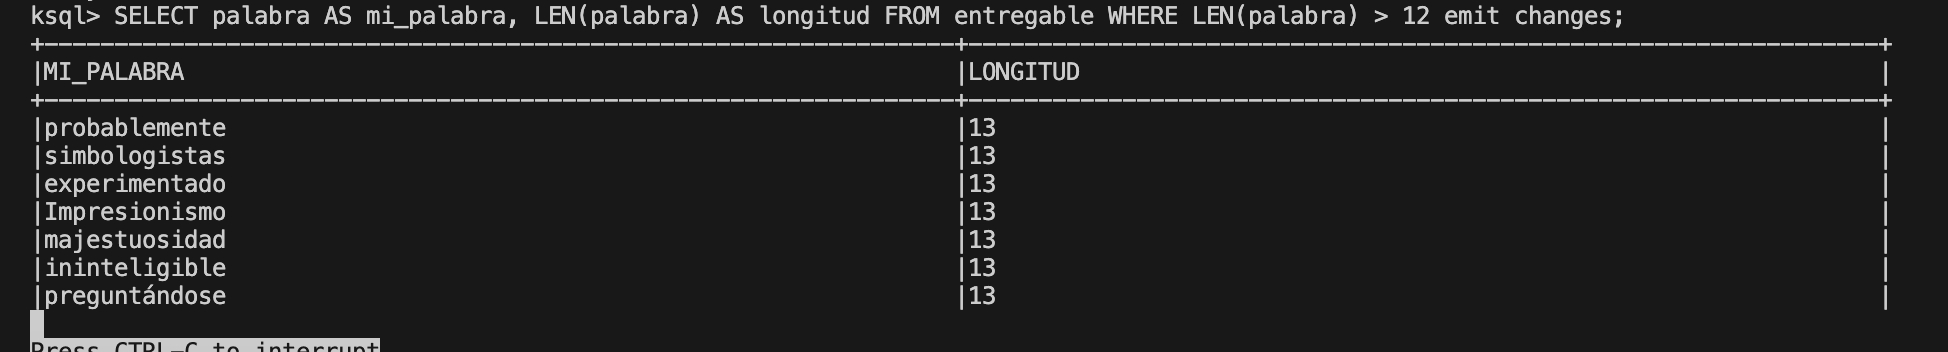 ksql> SELECT palabra AS mi_palabra, LEN(palabra) AS longitud FROM entregable WHERE LEN(palabra) > 12 emit changes;
|MI_PALABRA |LONGITUD |
|probablemente |13 |
|simbologistas |13 |
|experimentado |13 |
|Impresionismo |13 |
|majestuosidad |13 |
|ininteligible |13 |
|preguntándose |13 |
Press CTRL-C to interrupt